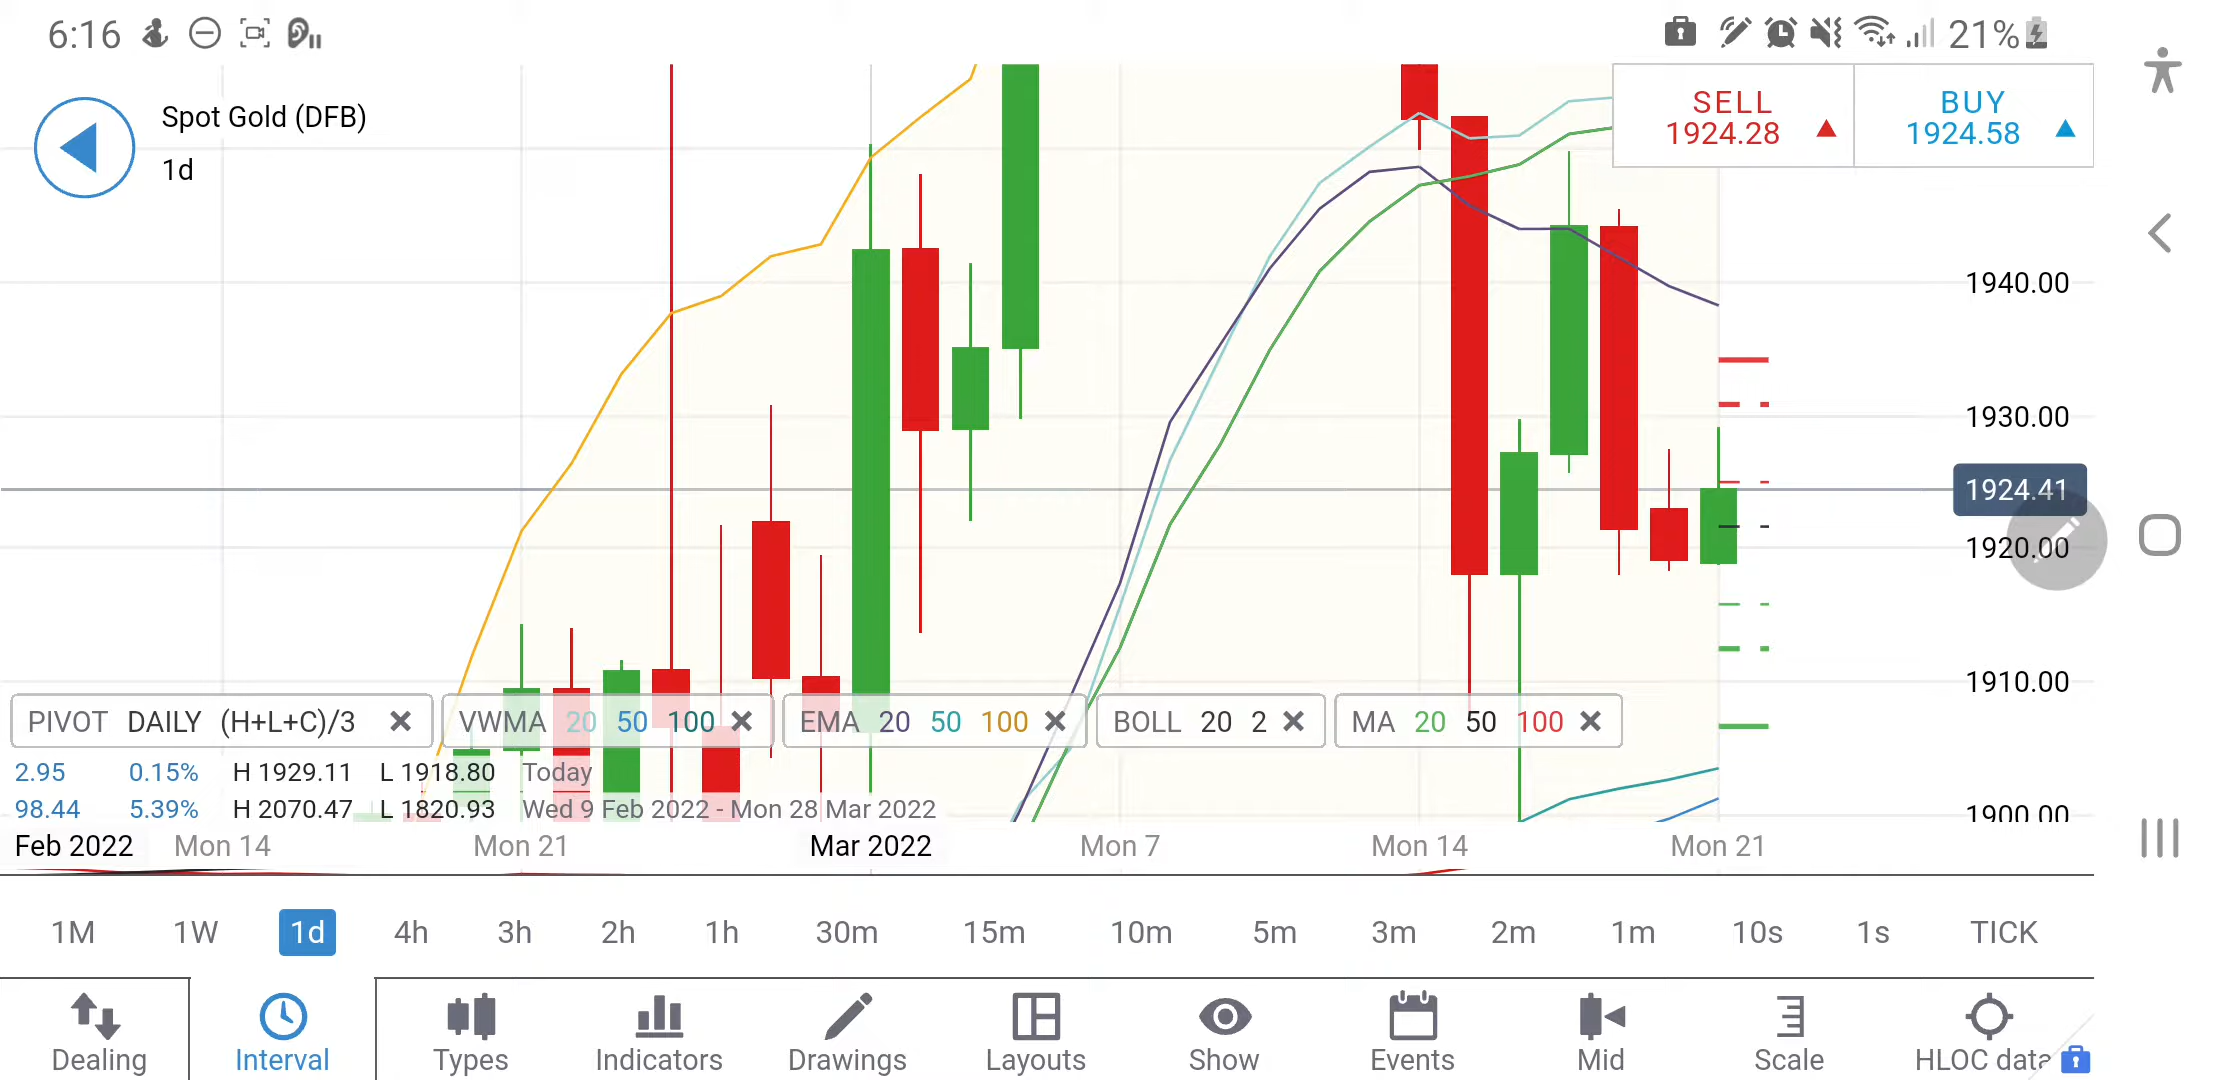 6:16
21%
Spot Gold (DFB)
1d
SELL
1924.28
BUY
1924.58
1940.00
1930.00
1924.41
1920.00
1910.00
1900.00
PIVOT DAILY (H+L+C)/3
VWMA 20 50 100
EMA 20 50 100
BOLL 20 2
MA 20 50 100
2.95 0.15% H 1929.11 L 1918.80 Today
98.44 5.39% H 2070.47 L 1820.93 Wed 9 Feb 2022 - Mon 28 Mar 2022
Feb 2022 Mon 14 Mon 21 Mar 2022 Mon 7 Mon 14 Mon 21
1M 1W 1d 4h 3h 2h 1h 30m 15m 10m 5m 3m 2m 1m 10s 1s TICK
Dealing Interval Types Indicators Drawings Layouts Show Events Mid Scale HLOC data